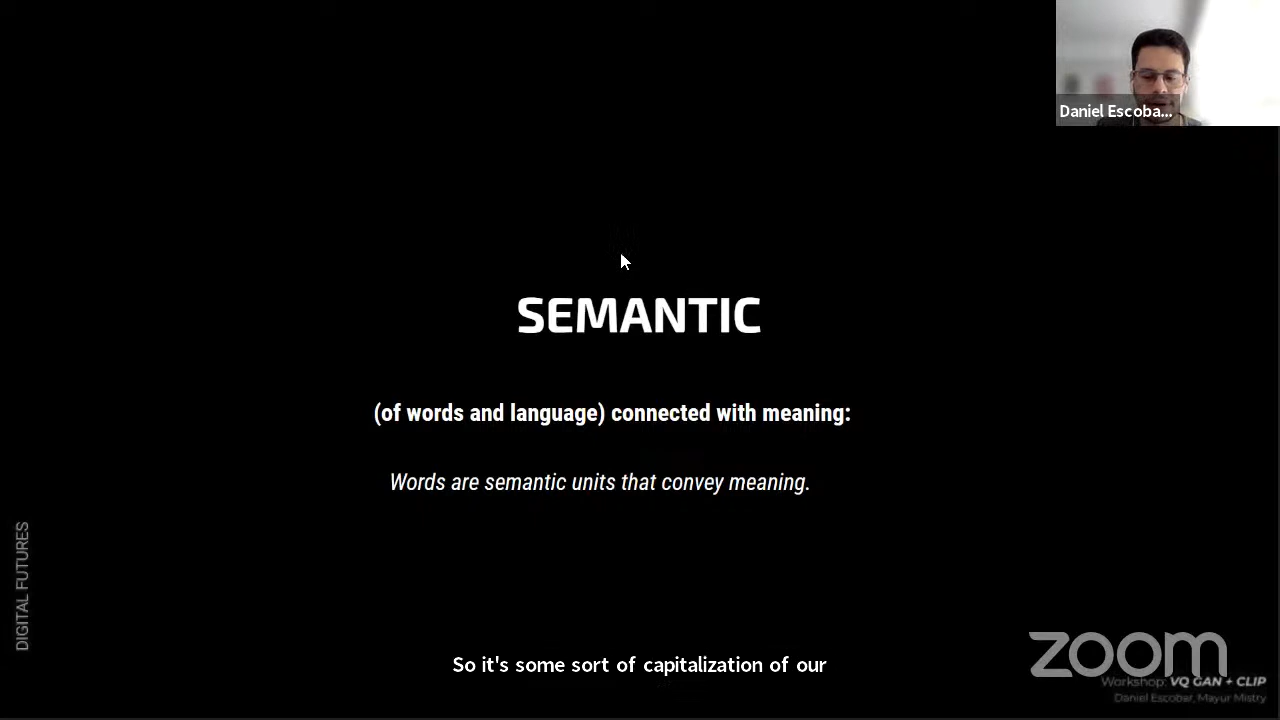 Daniel Escoba...
SEMANTIC
(of words and language) connected with meaning:
Words are semantic units that convey meaning.
DIGITAL FUTURES
So it's some sort of capitalization of our
zoom
Workshop: VQ GAN + CLIP
Daniel Escobar, Mayur Mistry